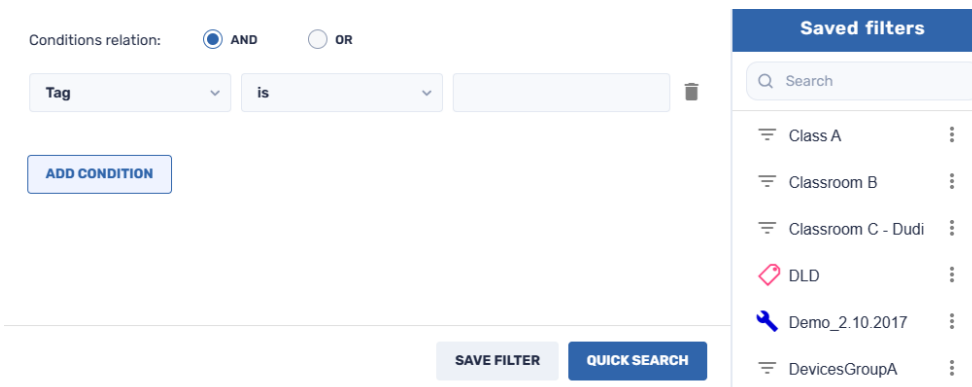 Conditions relation: AND OR
Tag is
ADD CONDITION
SAVE FILTER QUICK SEARCH
Saved filters
Search
Class A
Classroom B
Classroom C - Dudi
DLD
Demo_2.10.2017
DevicesGroupA